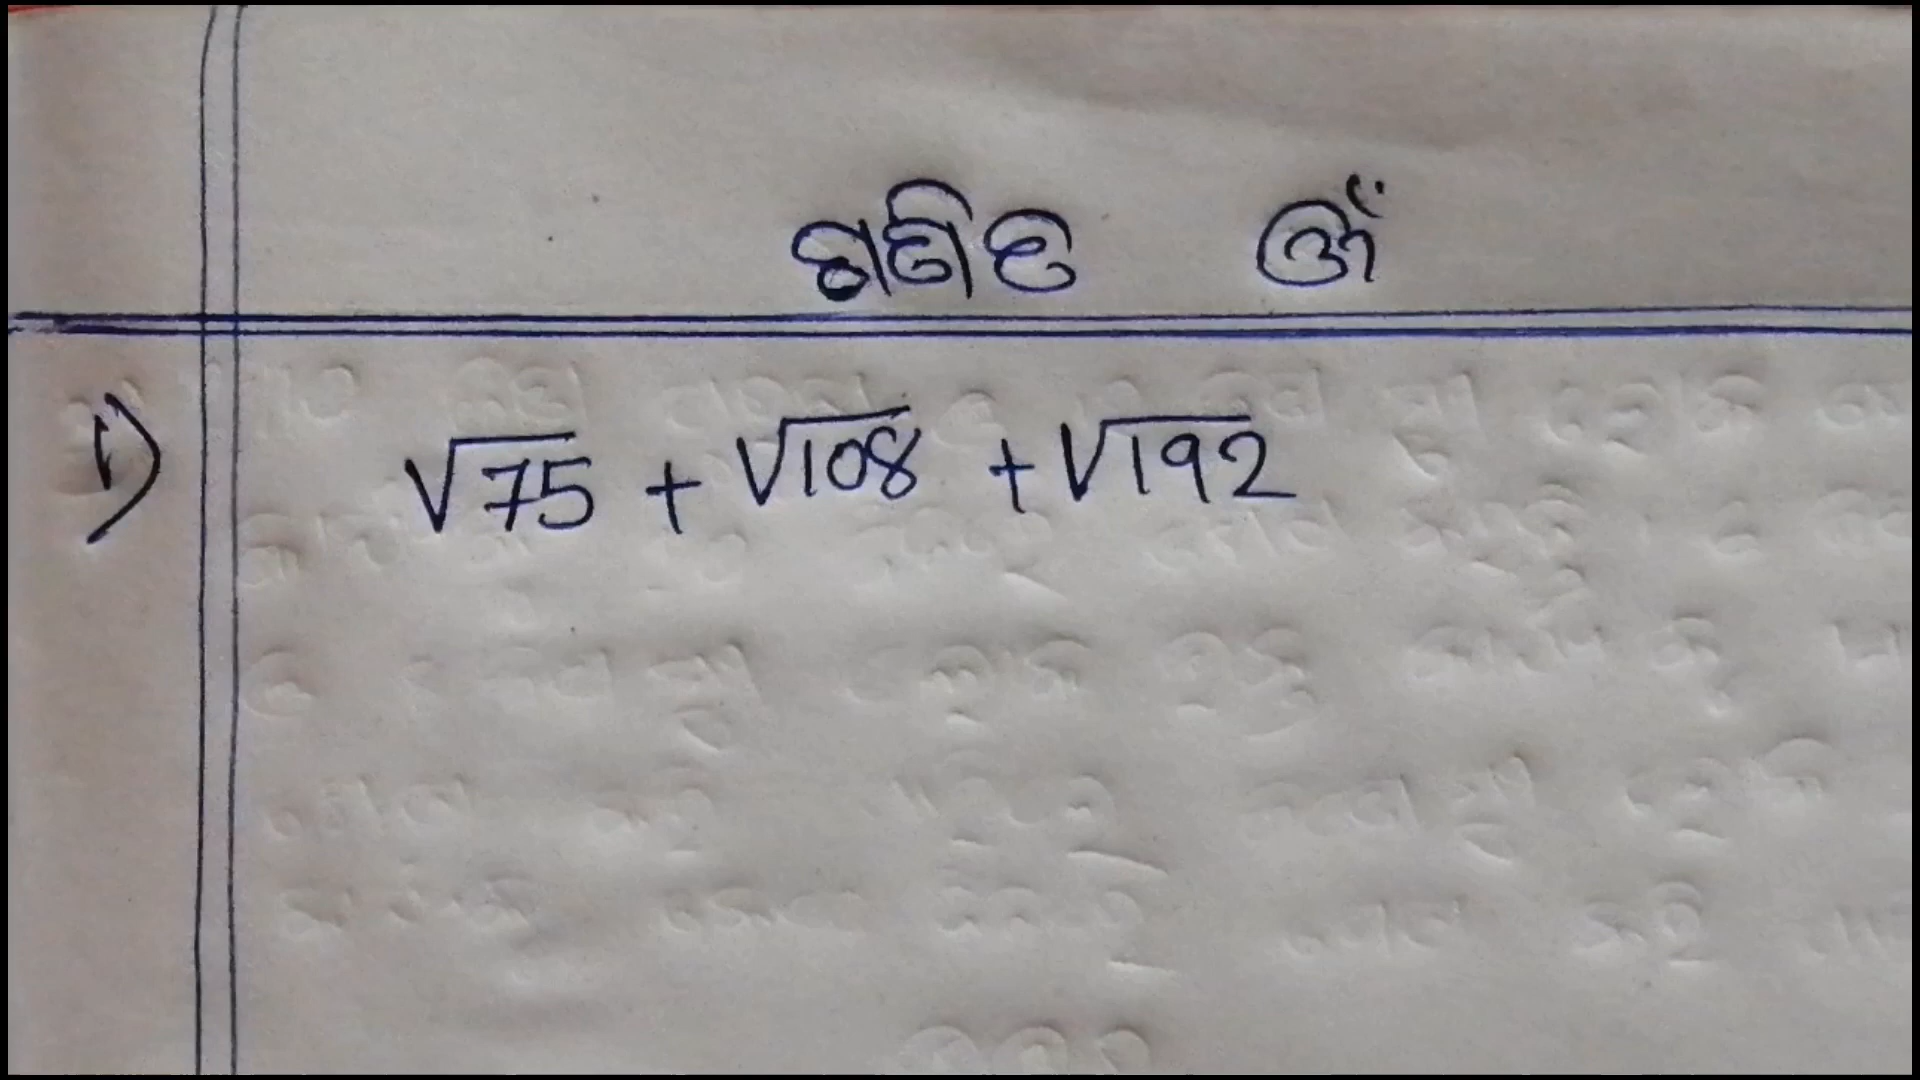 ଗଣିତ ଓଁ
1) √75 + √108 + √192